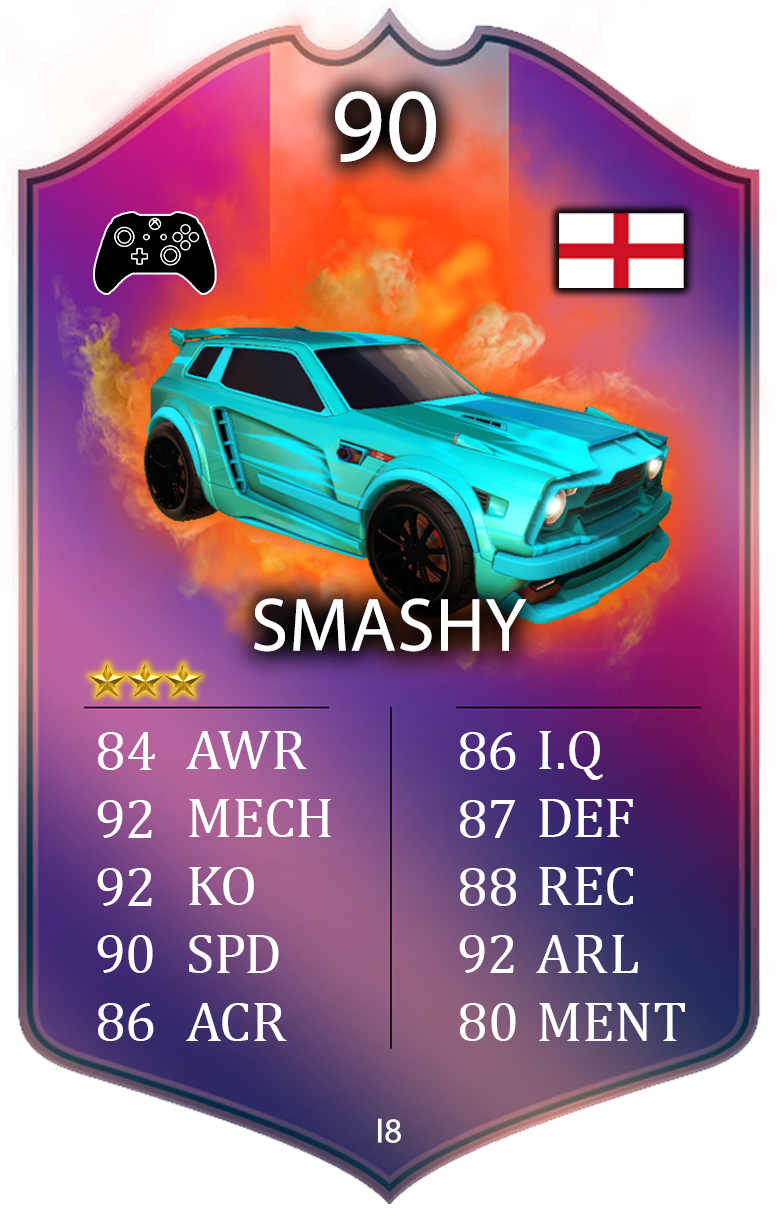 90
SMASHY
84 AWR
92 MECH
92 KO
90 SPD
86 ACR
86 I.Q
87 DEF
88 REC
92 ARL
80 MENT
I8